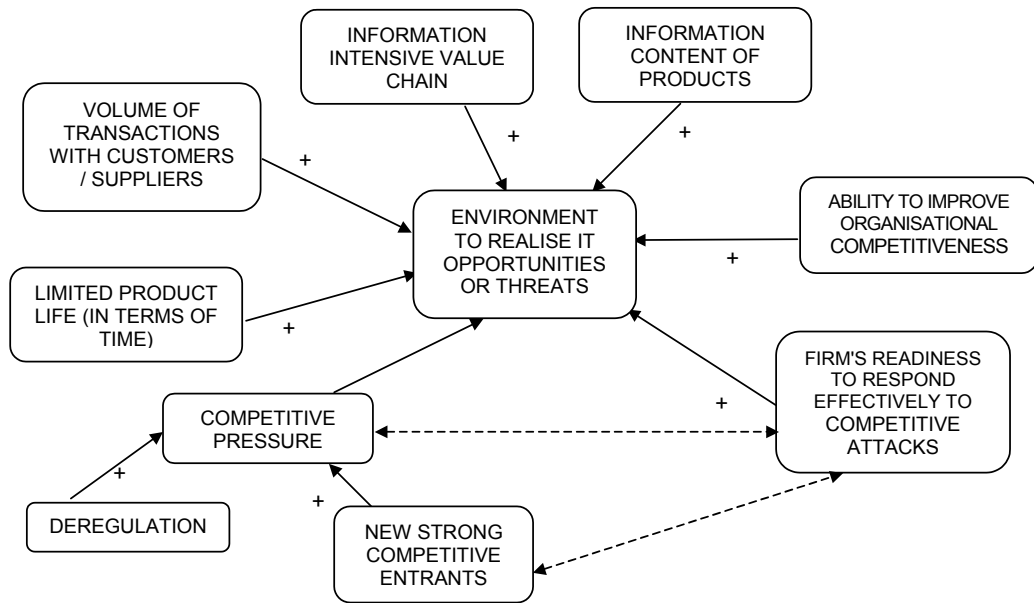 INFORMATION
INTENSIVE VALUE
CHAIN
INFORMATION
CONTENT OF
PRODUCTS
VOLUME OF
TRANSACTIONS
WITH CUSTOMERS
/ SUPPLIERS
+
+
+
ENVIRONMENT
TO REALISE IT
OPPORTUNITIES
OR THREATS
ABILITY TO IMPROVE
ORGANISATIONAL
COMPETITIVENESS
+
LIMITED PRODUCT
LIFE (IN TERMS OF
TIME)
+
FIRM'S READINESS
TO RESPOND
EFFECTIVELY TO
COMPETITIVE
ATTACKS
+
COMPETITIVE
PRESSURE
+
+
DEREGULATION
NEW STRONG
COMPETITIVE
ENTRANTS